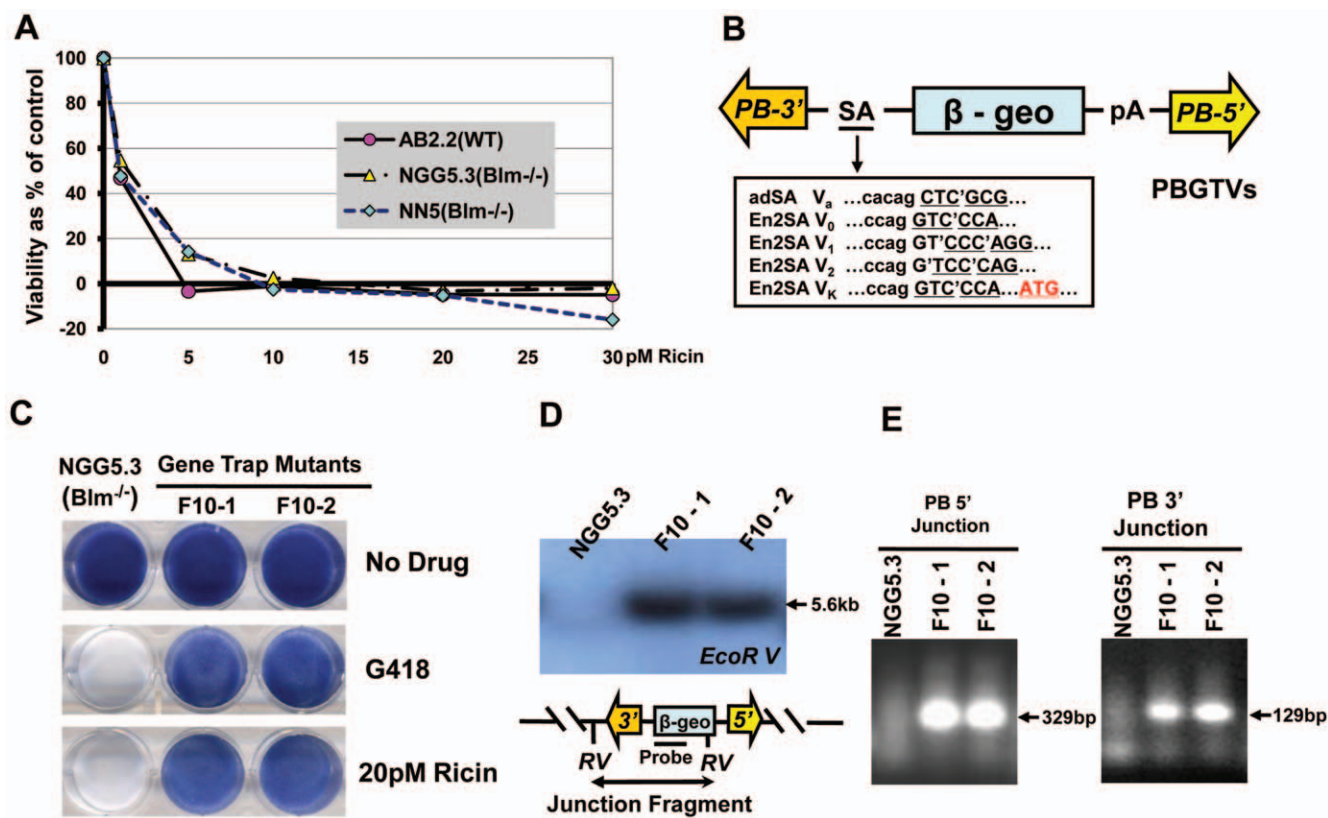 A
100
80
60
40
20
0
-20
Viability as % of control
0 5 10 15 20 25 30 pM Ricin
AB2.2(WT)
NGG5.3(Blm-/-)
NN5(Blm-/-)
B
PB-3’ SA β - geo pA PB-5’
PBGTVs
adSA Va ...cacag CTC’GCG...
En2SA V0 ...ccag GTC’CCA...
En2SA V1 ...ccag GT’CCC’AGG...
En2SA V2 ...ccag G’TCC’CAG...
En2SA VK ...ccag GTC’CCA...ATG...
C
NGG5.3
(Blm-/-)
Gene Trap Mutants
F10-1 F10-2
No Drug
G418
20pM Ricin
D
NGG5.3 F10 - 1 F10 - 2
5.6kb
EcoR V
3’ β-geo 5’
Probe
RV RV
Junction Fragment
E
PB 5’
Junction
NGG5.3 F10 - 1 F10 - 2
329bp
PB 3’
Junction
NGG5.3 F10 - 1 F10 - 2
129bp